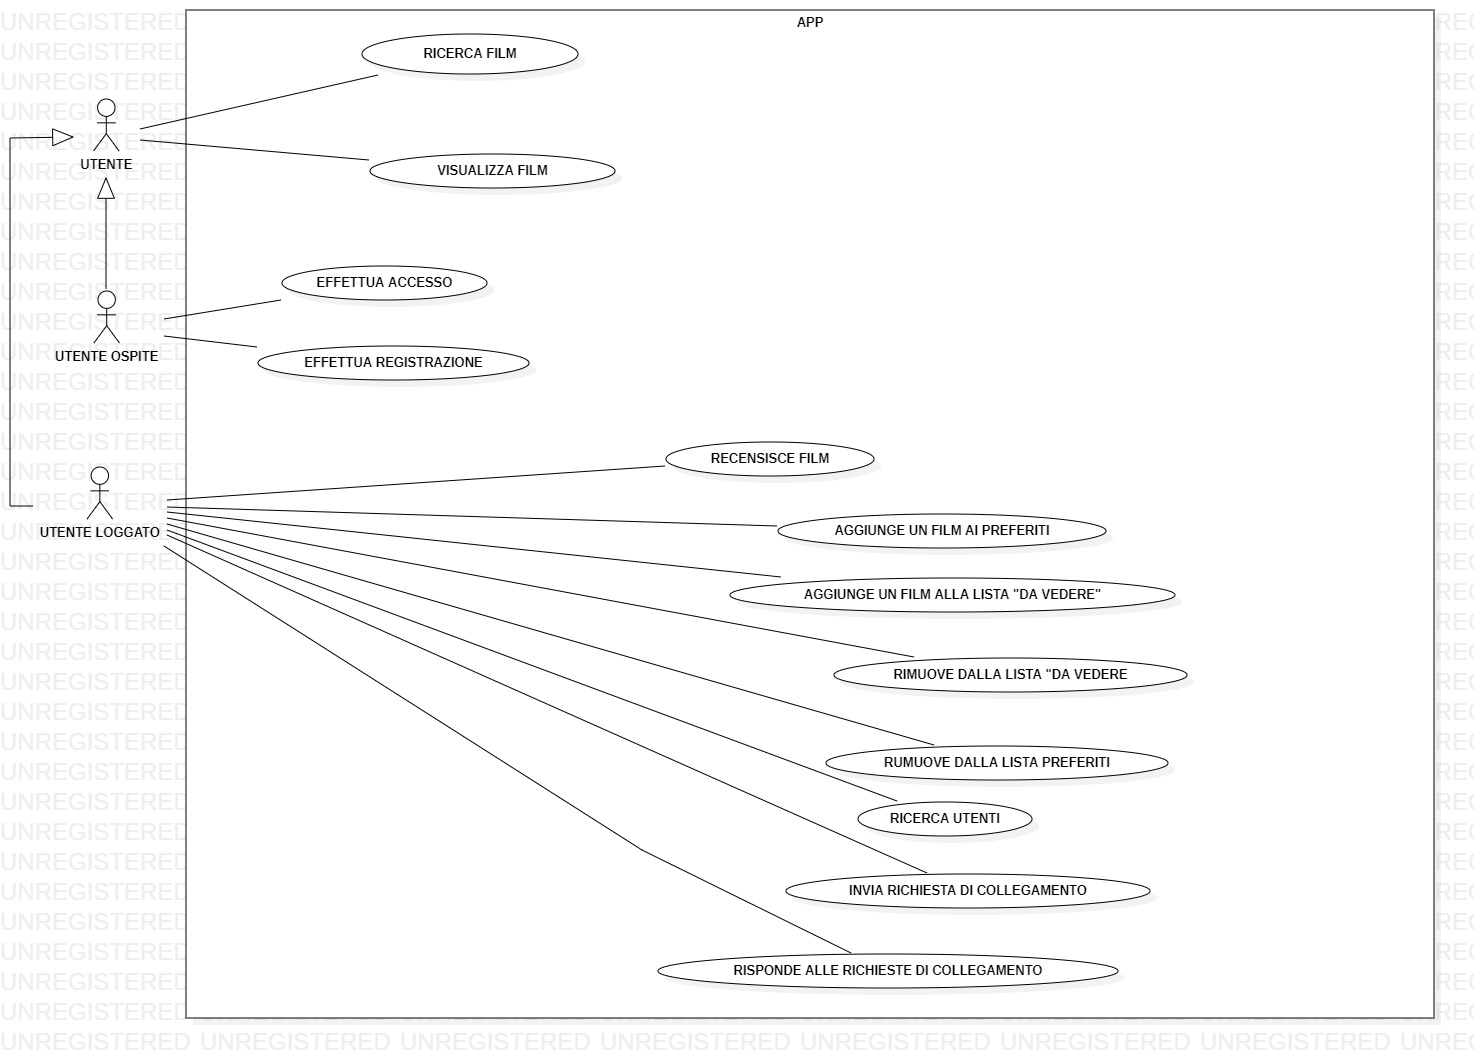 APP
RICERCA FILM
UTENTE
VISUALIZZA FILM
EFFETTUA ACCESSO
UTENTE OSPITE
EFFETTUA REGISTRAZIONE
RECENSISCE FILM
UTENTE LOGGATO
AGGIUNGE UN FILM AI PREFERITI
AGGIUNGE UN FILM ALLA LISTA "DA VEDERE"
RIMUOVE DALLA LISTA "DA VEDERE
RUMUOVE DALLA LISTA PREFERITI
RICERCA UTENTI
INVIA RICHIESTA DI COLLEGAMENTO
RISPONDE ALLE RICHIESTE DI COLLEGAMENTO
UNREGISTERED UNREGISTERED UNREGISTERED UNREGISTERED UNREGISTERED UNREGISTERED UNREGISTERED UNREG